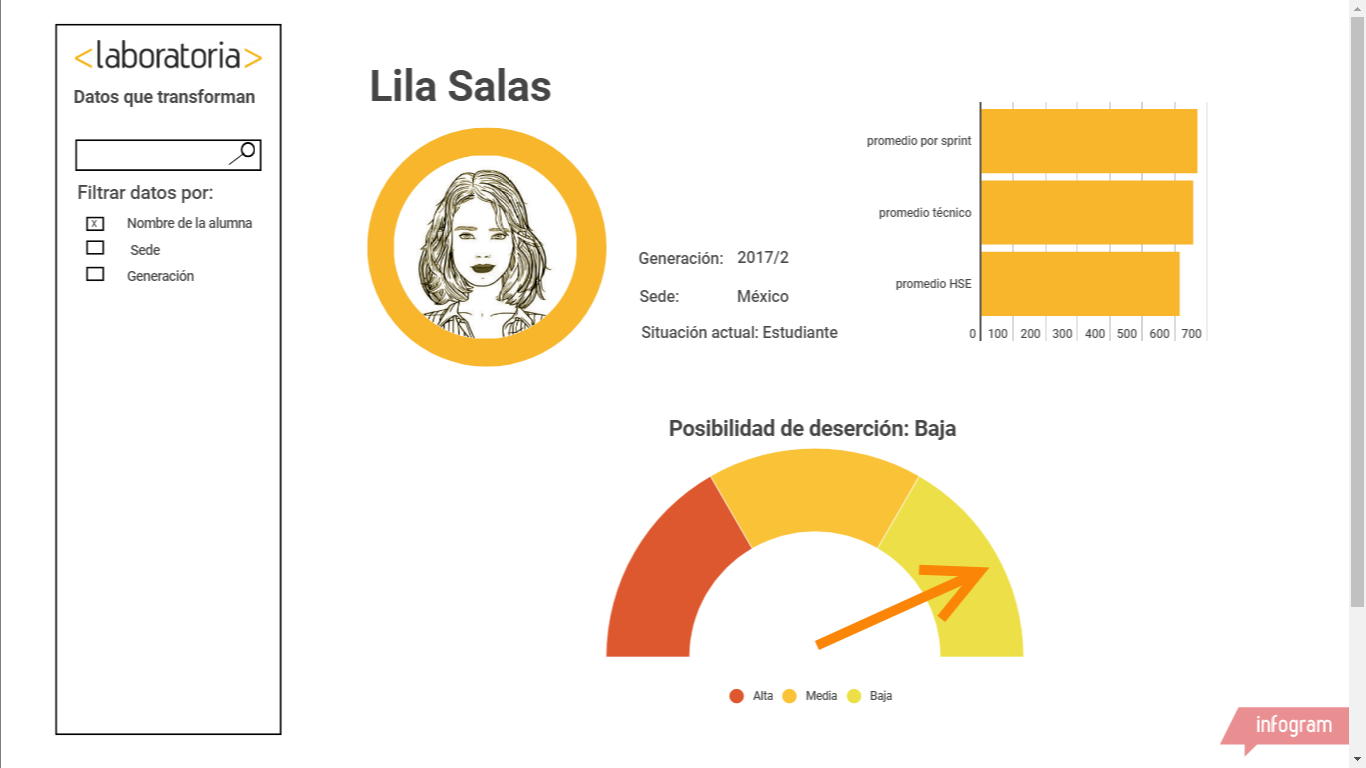 <laboratoria>
Datos que transforman
Filtrar datos por:
x Nombre de la alumna
Sede
Generación
Lila Salas
Generación: 2017/2
Sede: México
Situación actual: Estudiante
promedio por sprint
promedio técnico
promedio HSE
0 100 200 300 400 500 600 700
Posibilidad de deserción: Baja
Alta Media Baja
infogram